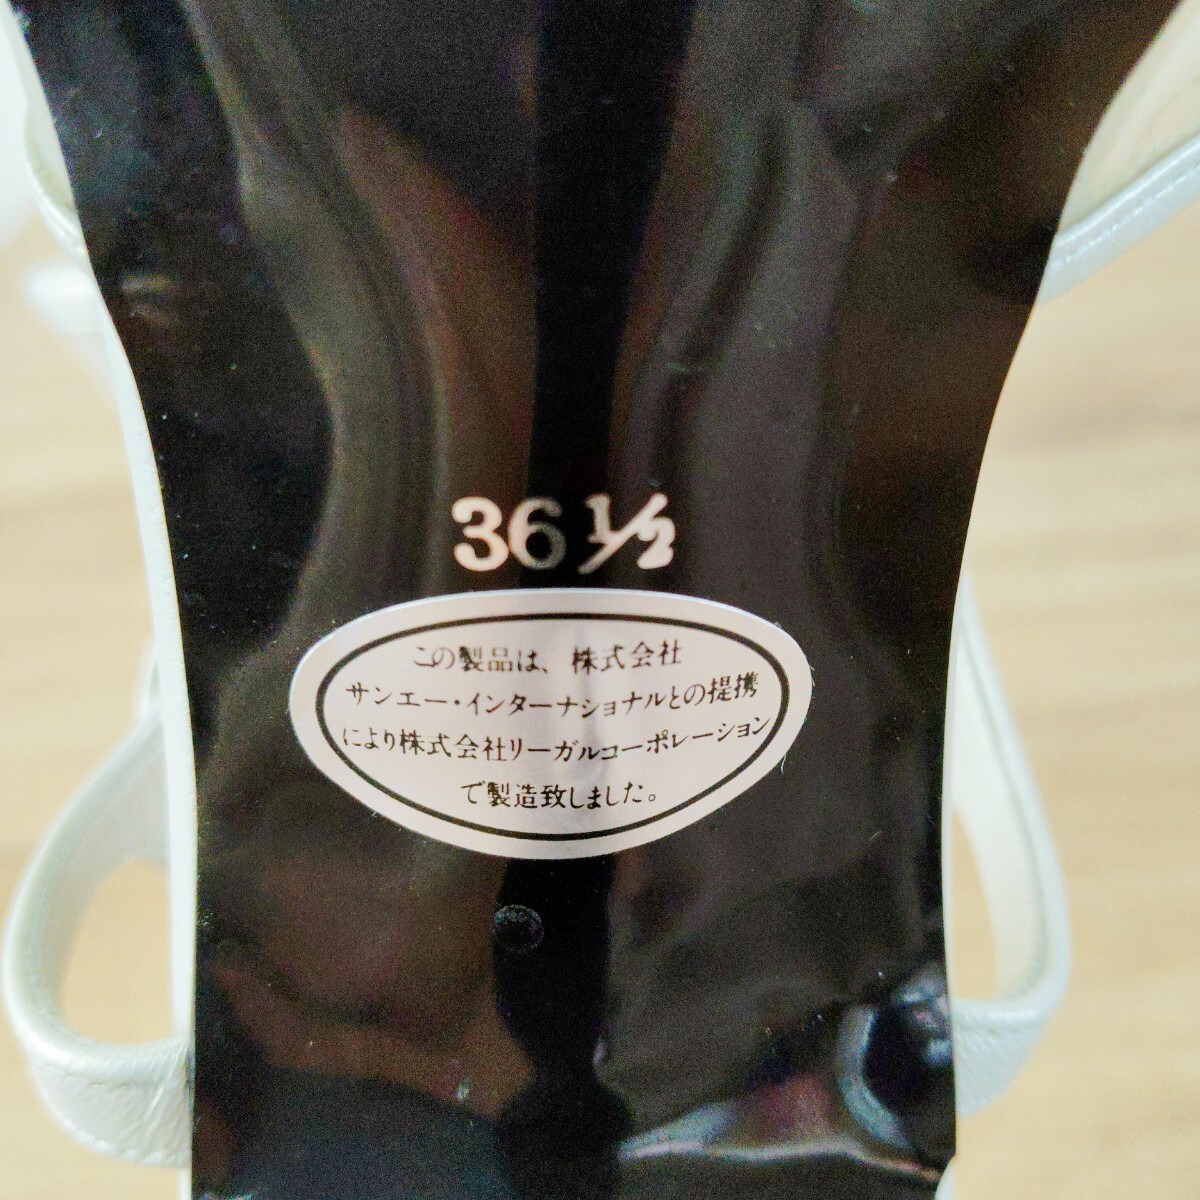 36 ½
この製品は、株式会社
サンエー・インターナショナルとの提携
により株式会社リーガルコーポレーション
で製造致しました。